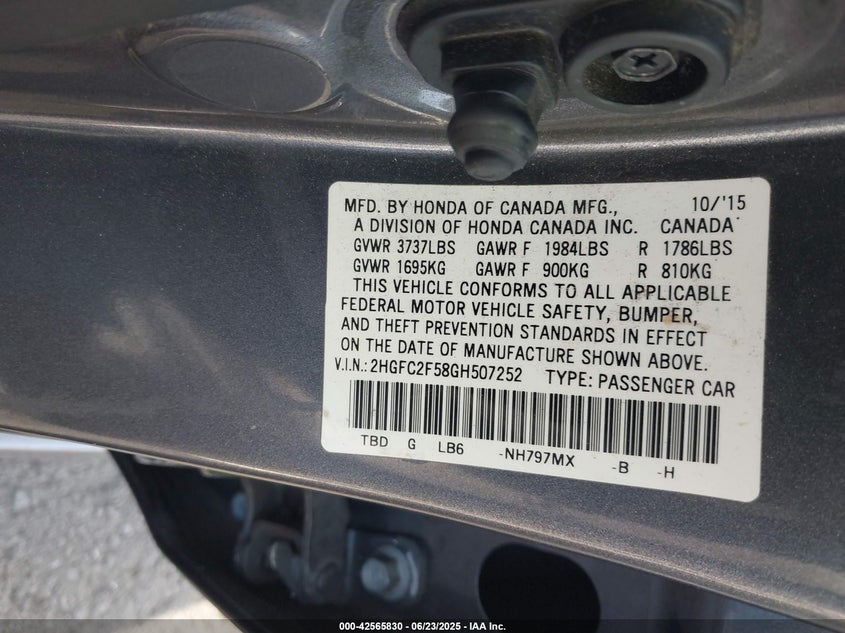 MFD. BY HONDA OF CANADA MFG., 10/'15
A DIVISION OF HONDA CANADA INC. CANADA
GVWR 3737LBS GAWR F 1984LBS R 1786LBS
GVWR 1695KG GAWR F 900KG R 810KG
THIS VEHICLE CONFORMS TO ALL APPLICABLE
FEDERAL MOTOR VEHICLE SAFETY, BUMPER,
AND THEFT PREVENTION STANDARDS IN EFFECT
ON THE DATE OF MANUFACTURE SHOWN ABOVE.
V.I.N.: 2HGFC2F58GH507252 TYPE: PASSENGER CAR
TBD G LB6 -NH797MX -B -H
000-42565830 - 06/23/2025 - IAA Inc.